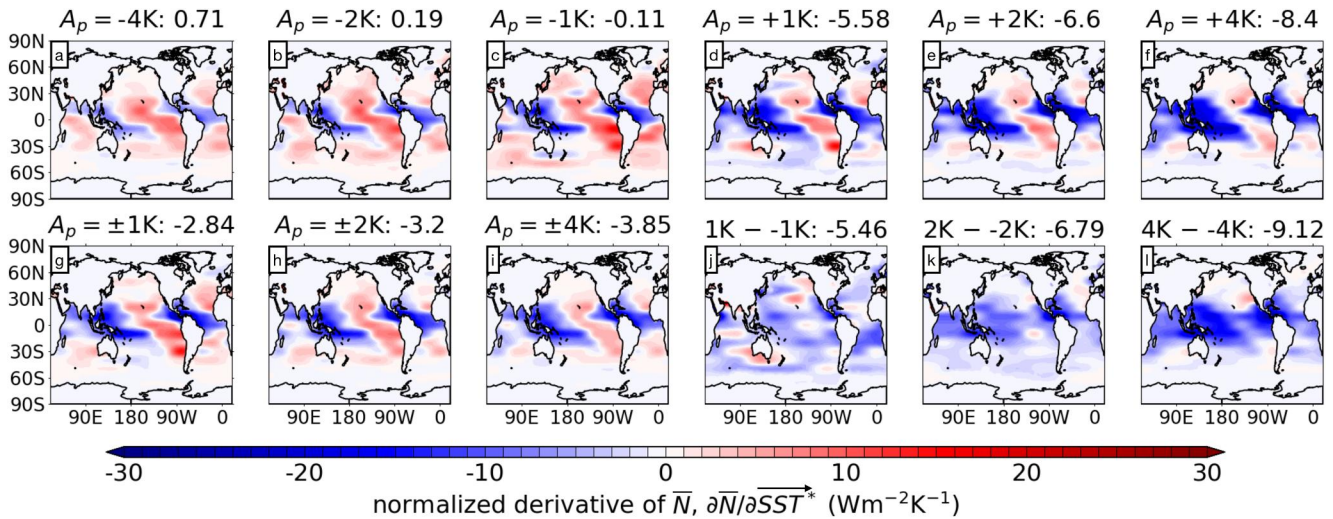 A_p = -4K: 0.71 A_p = -2K: 0.19 A_p = -1K: -0.11 A_p = +1K: -5.58 A_p = +2K: -6.6 A_p = +4K: -8.4
90N a b c d e f
60N
30N
0
30S
60S
90S
A_p = ±1K: -2.84 A_p = ±2K: -3.2 A_p = ±4K: -3.85 1K − -1K: -5.46 2K − -2K: -6.79 4K − -4K: -9.12
90N g h i j k l
60N
30N
0
30S
60S
90S
90E 180 90W 0 90E 180 90W 0 90E 180 90W 0 90E 180 90W 0 90E 180 90W 0 90E 180 90W 0
-30 -20 -10 0 10 20 30
normalized derivative of N̅, ∂N̅/∂SST⃗* (Wm⁻²K⁻¹)